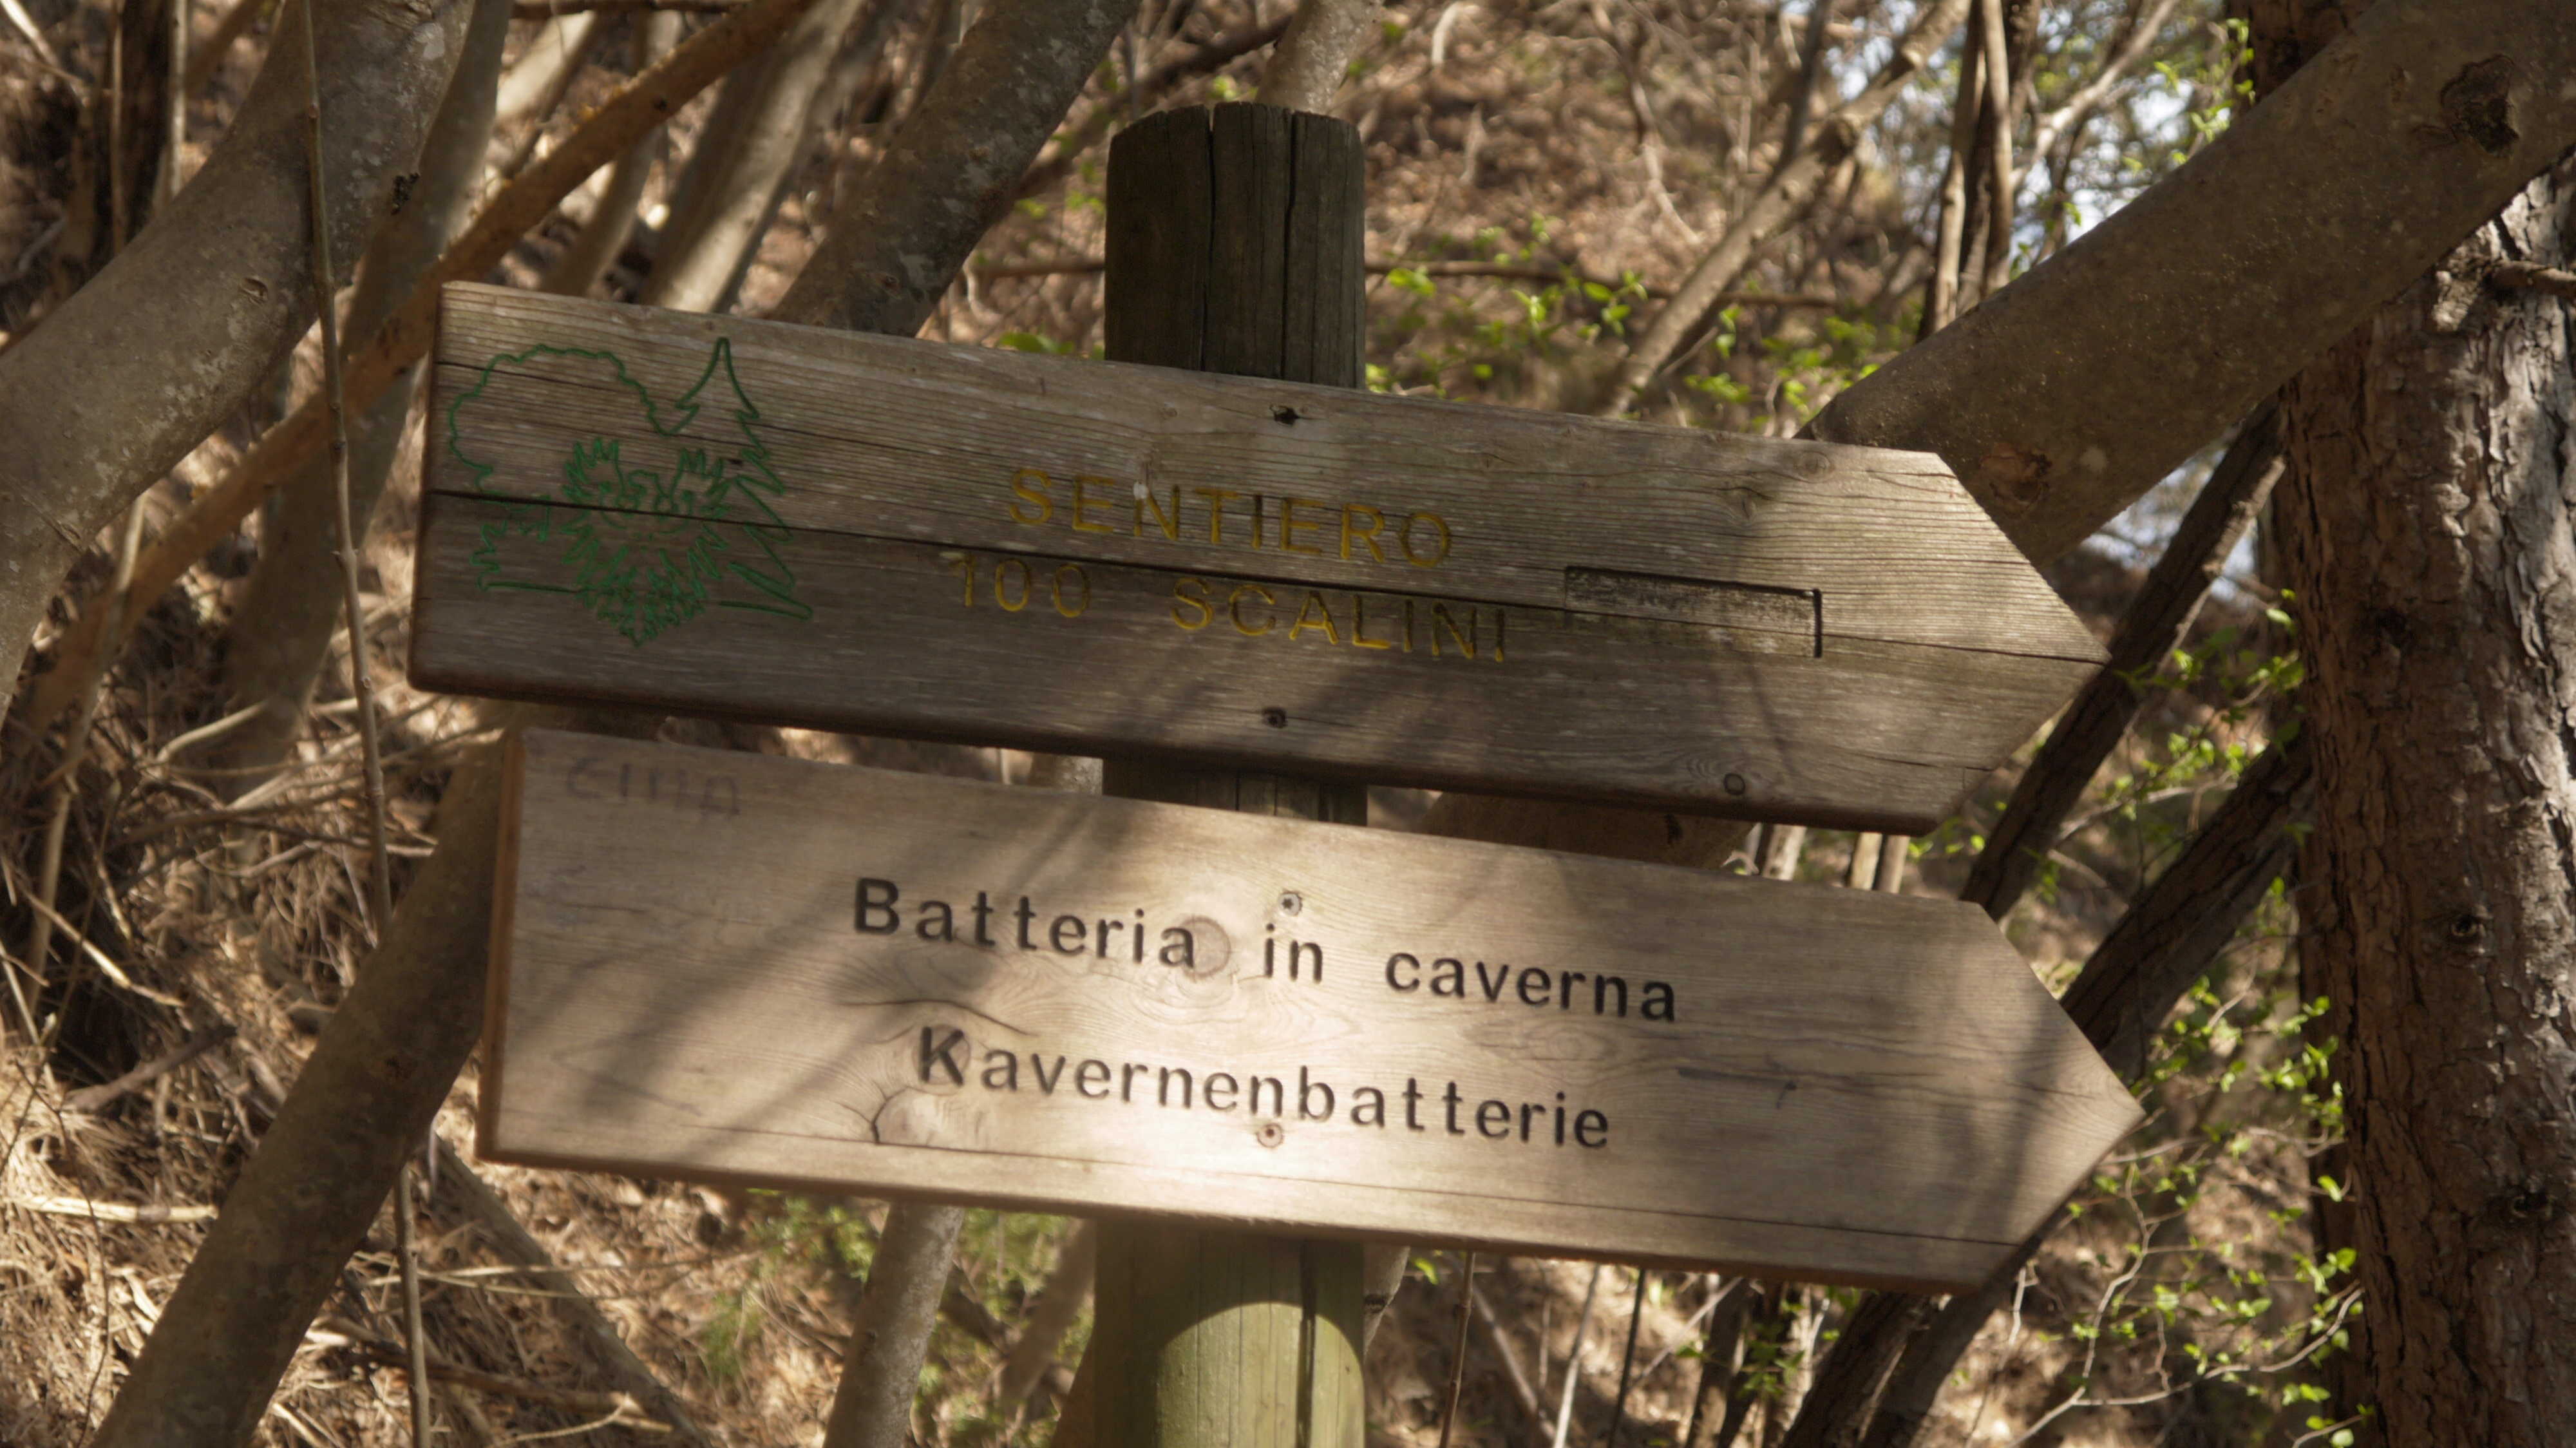 SENTIERO
100 SCALINI
Batteria in caverna
Kavernenbatterie